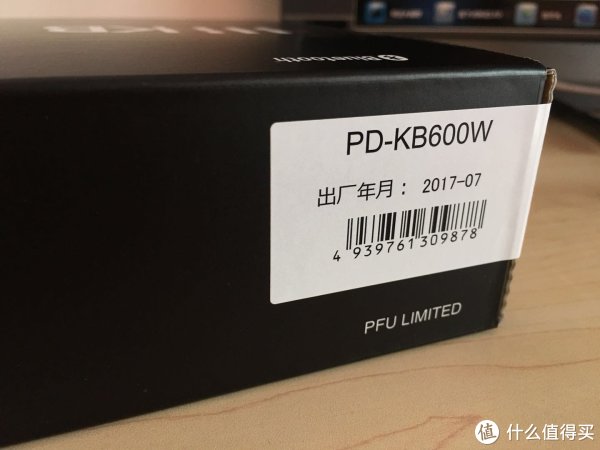 Bluetooth
PD-KB600W
出厂年月： 2017-07
4 939761 309878
PFU LIMITED
值 什么值得买